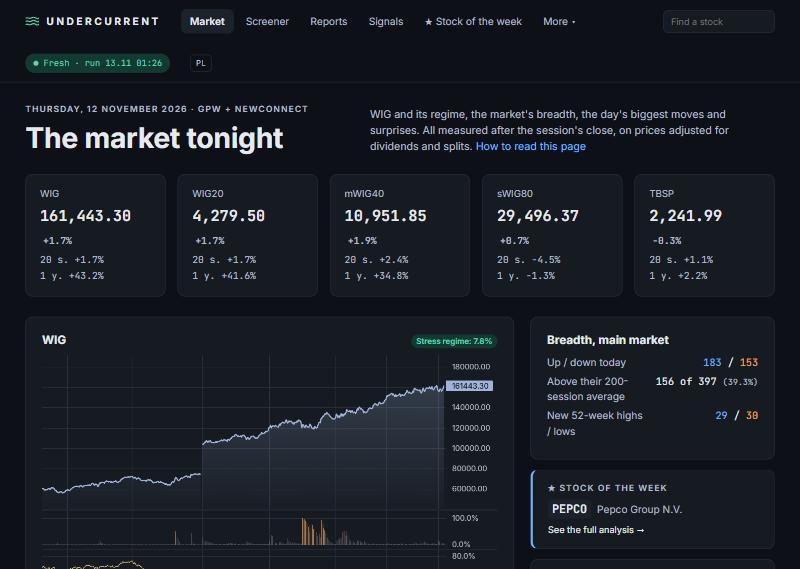 UNDERCURRENT
Market Screener Reports Signals ★ Stock of the week More ▾
Find a stock
Fresh · run 13.11 01:26
PL
THURSDAY, 12 NOVEMBER 2026 · GPW + NEWCONNECT
The market tonight
WIG and its regime, the market's breadth, the day's biggest moves and
surprises. All measured after the session's close, on prices adjusted for
dividends and splits. How to read this page
WIG
161,443.30
+1.7%
20 s. +1.7%
1 y. +43.2%
WIG20
4,279.50
+1.7%
20 s. +1.7%
1 y. +41.6%
mWIG40
10,951.85
+1.9%
20 s. +2.4%
1 y. +34.8%
sWIG80
29,496.37
+0.7%
20 s. -4.5%
1 y. -1.3%
TBSP
2,241.99
-0.3%
20 s. +1.1%
1 y. +2.2%
WIG
Stress regime: 7.8%
180000.00
161443.30
140000.00
120000.00
100000.00
80000.00
60000.00
100.0%
0.0%
80.0%
Breadth, main market
Up / down today 183 / 153
Above their 200-session average 156 of 397 (39.3%)
New 52-week highs / lows 29 / 30
★ STOCK OF THE WEEK
PEPCO Pepco Group N.V.
See the full analysis →